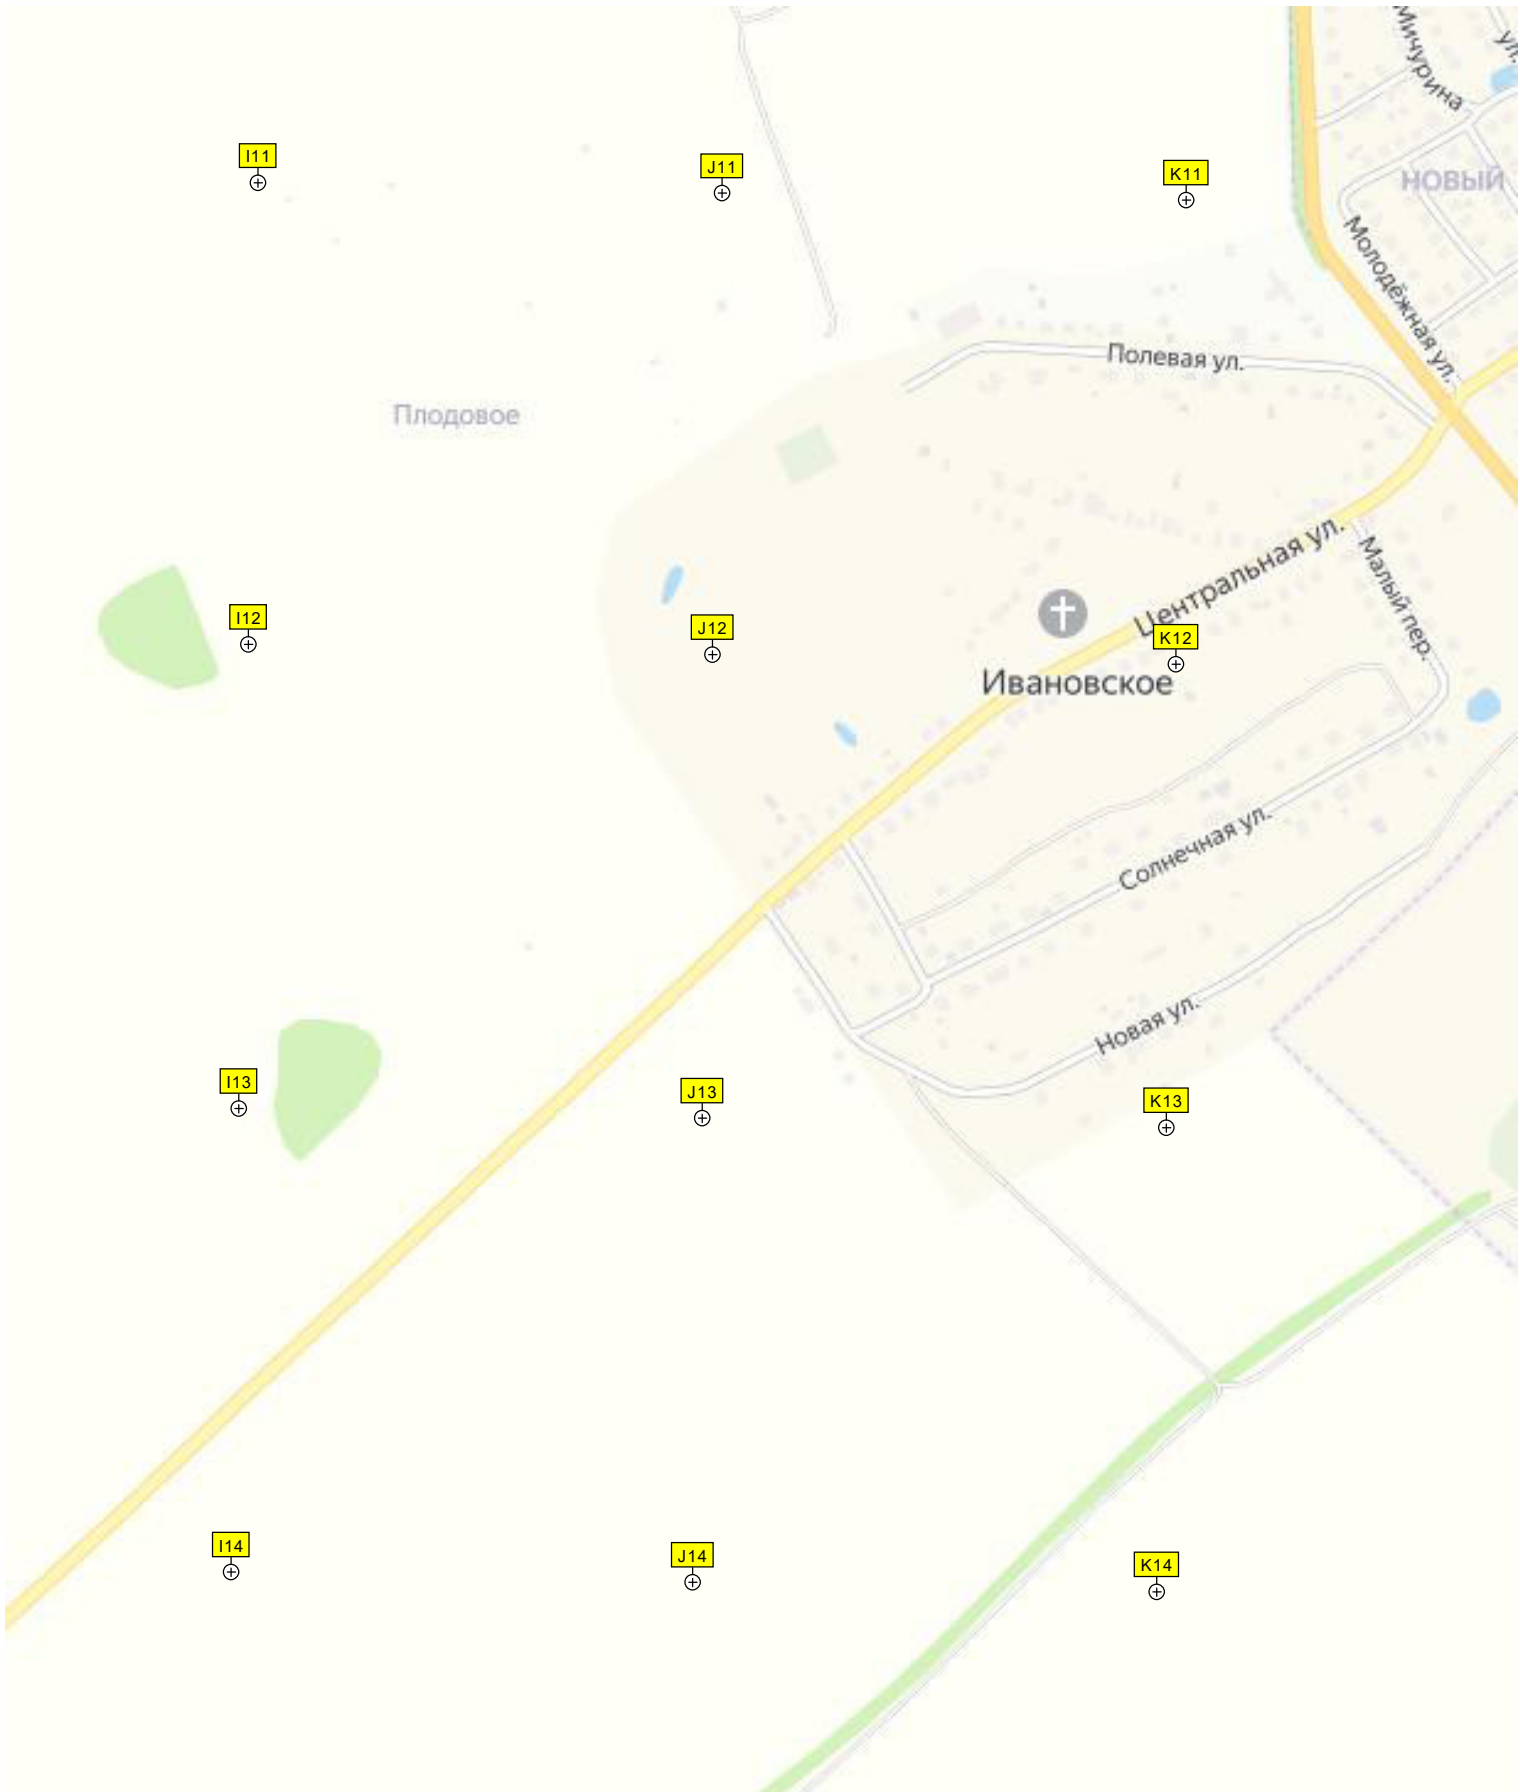 Мичурина
ул.
I11
J11
K11
НОВЫЙ
Молодёжная ул.
Полевая ул.
Плодовое
Центральная ул.
Малый пер.
I12
J12
K12
Ивановское
Солнечная ул.
Новая ул.
I13
J13
K13
I14
J14
K14